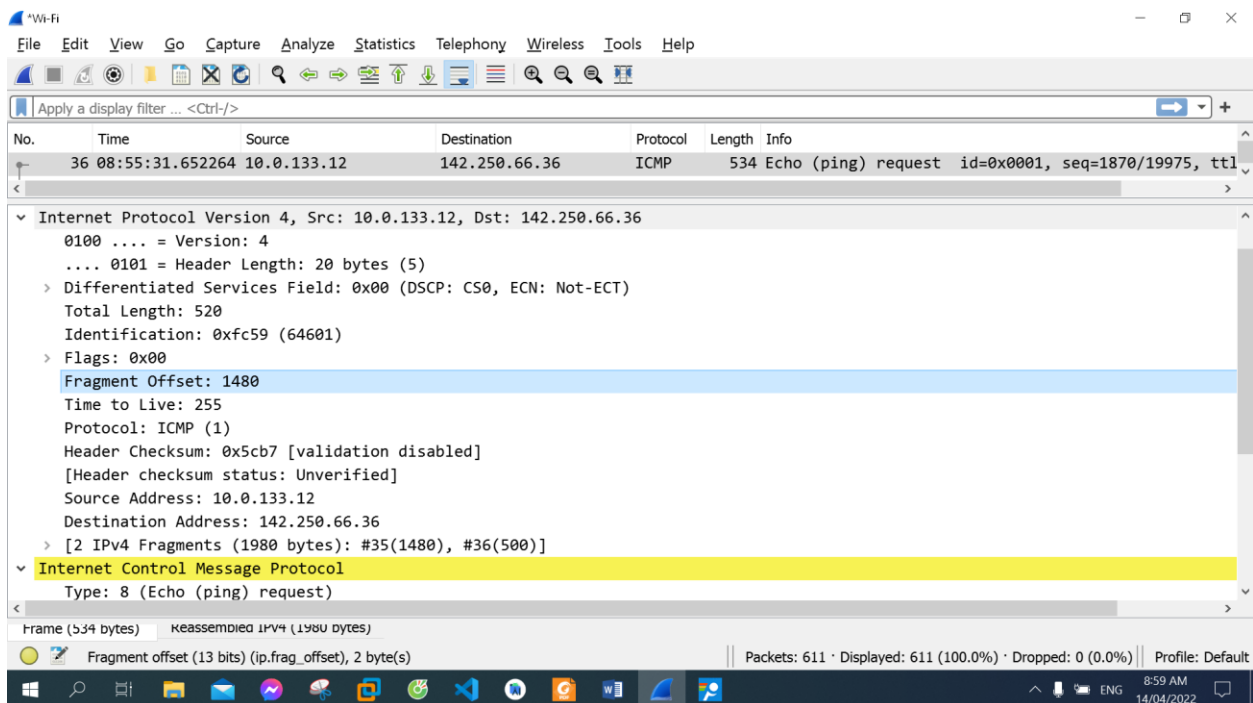 *Wi-Fi
File Edit View Go Capture Analyze Statistics Telephony Wireless Tools Help
Apply a display filter ... <Ctrl-/>
No. Time Source Destination Protocol Length Info
36 08:55:31.652264 10.0.133.12 142.250.66.36 ICMP 534 Echo (ping) request id=0x0001, seq=1870/19975, ttl
Internet Protocol Version 4, Src: 10.0.133.12, Dst: 142.250.66.36
0100 .... = Version: 4
.... 0101 = Header Length: 20 bytes (5)
Differentiated Services Field: 0x00 (DSCP: CS0, ECN: Not-ECT)
Total Length: 520
Identification: 0xfc59 (64601)
Flags: 0x00
Fragment Offset: 1480
Time to Live: 255
Protocol: ICMP (1)
Header Checksum: 0x5cb7 [validation disabled]
[Header checksum status: Unverified]
Source Address: 10.0.133.12
Destination Address: 142.250.66.36
[2 IPv4 Fragments (1980 bytes): #35(1480), #36(500)]
Internet Control Message Protocol
Type: 8 (Echo (ping) request)
Frame (534 bytes) Reassembled IPv4 (1980 bytes)
Fragment offset (13 bits) (ip.frag_offset), 2 byte(s) Packets: 611 · Displayed: 611 (100.0%) · Dropped: 0 (0.0%) Profile: Default
ENG 8:59 AM
14/04/2022